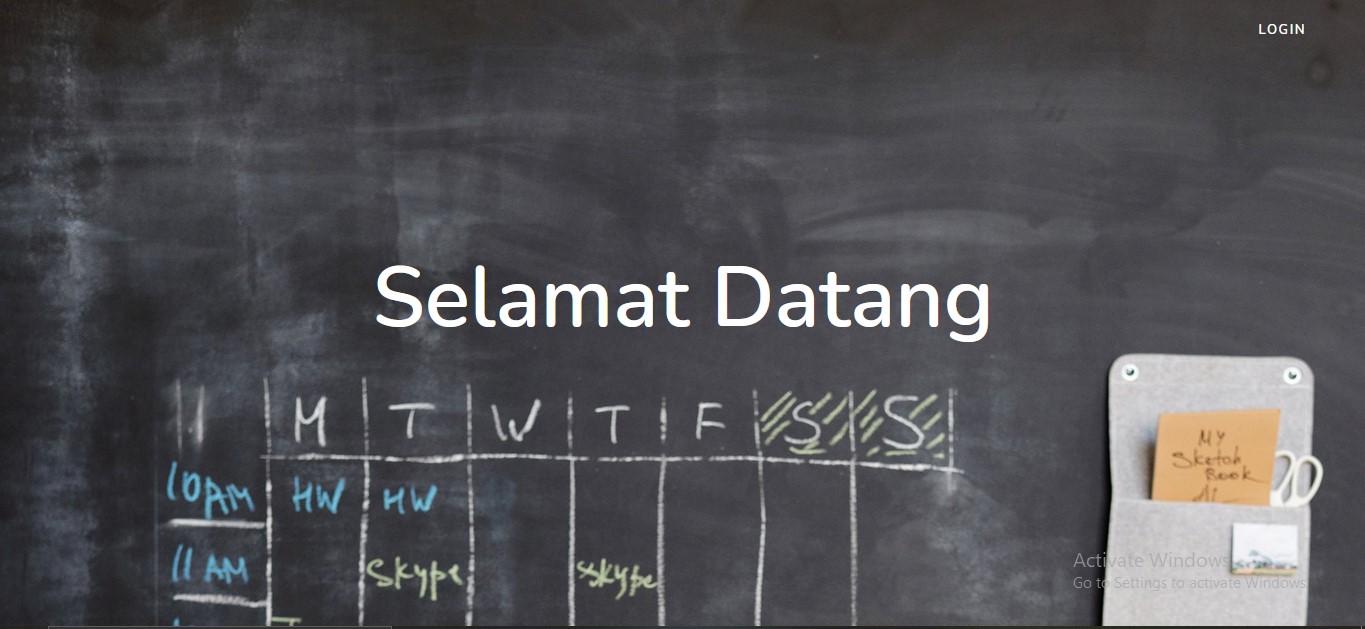 LOGIN
Selamat Datang
M T W T F S S
10AM HW HW
MY
Sketch
Book
11 AM Skype Skype
Activate Windows
Go to Settings to activate Windows.